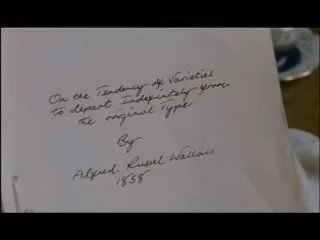 On the Tendency of Varieties
to depart Indefinitely from
the original Type
By
Alfred Russel Wallace
1858